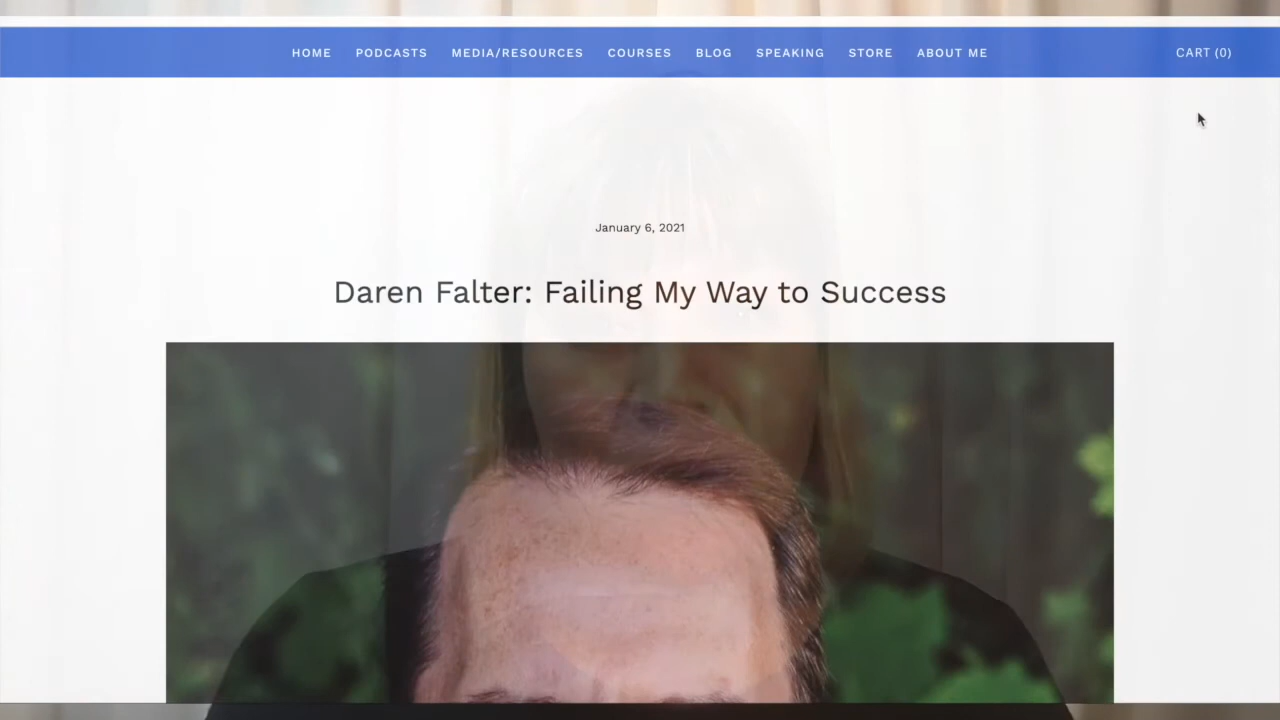 HOME PODCASTS MEDIA/RESOURCES COURSES BLOG SPEAKING STORE ABOUT ME CART (0)
January 6, 2021
Daren Falter: Failing My Way to Success